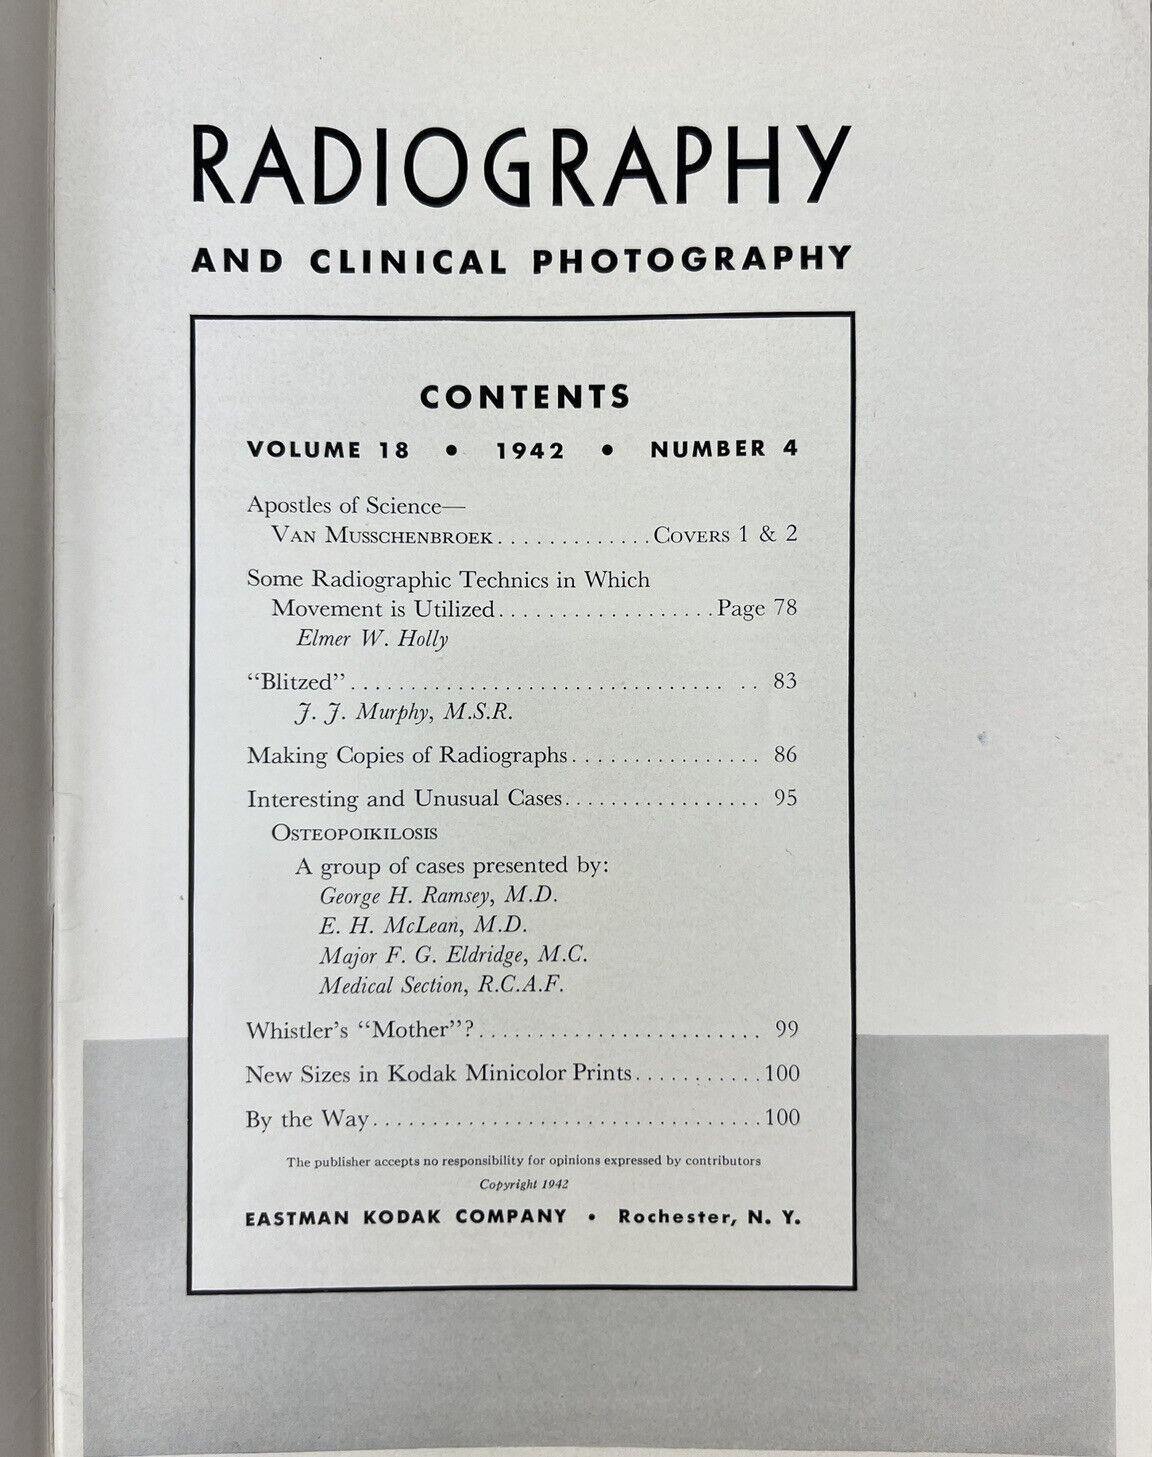 RADIOGRAPHY
AND CLINICAL PHOTOGRAPHY
CONTENTS
VOLUME 18 • 1942 • NUMBER 4
Apostles of Science—
VAN MUSSCHENBROEK.............COVERS 1 & 2
Some Radiographic Technics in Which
Movement is Utilized..................Page 78
Elmer W. Holly
“Blitzed”................................. .. 83
J. J. Murphy, M.S.R.
Making Copies of Radiographs................ 86
Interesting and Unusual Cases................. 95
OSTEOPOIKILOSIS
A group of cases presented by:
George H. Ramsey, M.D.
E. H. McLean, M.D.
Major F. G. Eldridge, M.C.
Medical Section, R.C.A.F.
Whistler’s “Mother”?........................ 99
New Sizes in Kodak Minicolor Prints...........100
By the Way.................................100
The publisher accepts no responsibility for opinions expressed by contributors
Copyright 1942
EASTMAN KODAK COMPANY • Rochester, N. Y.